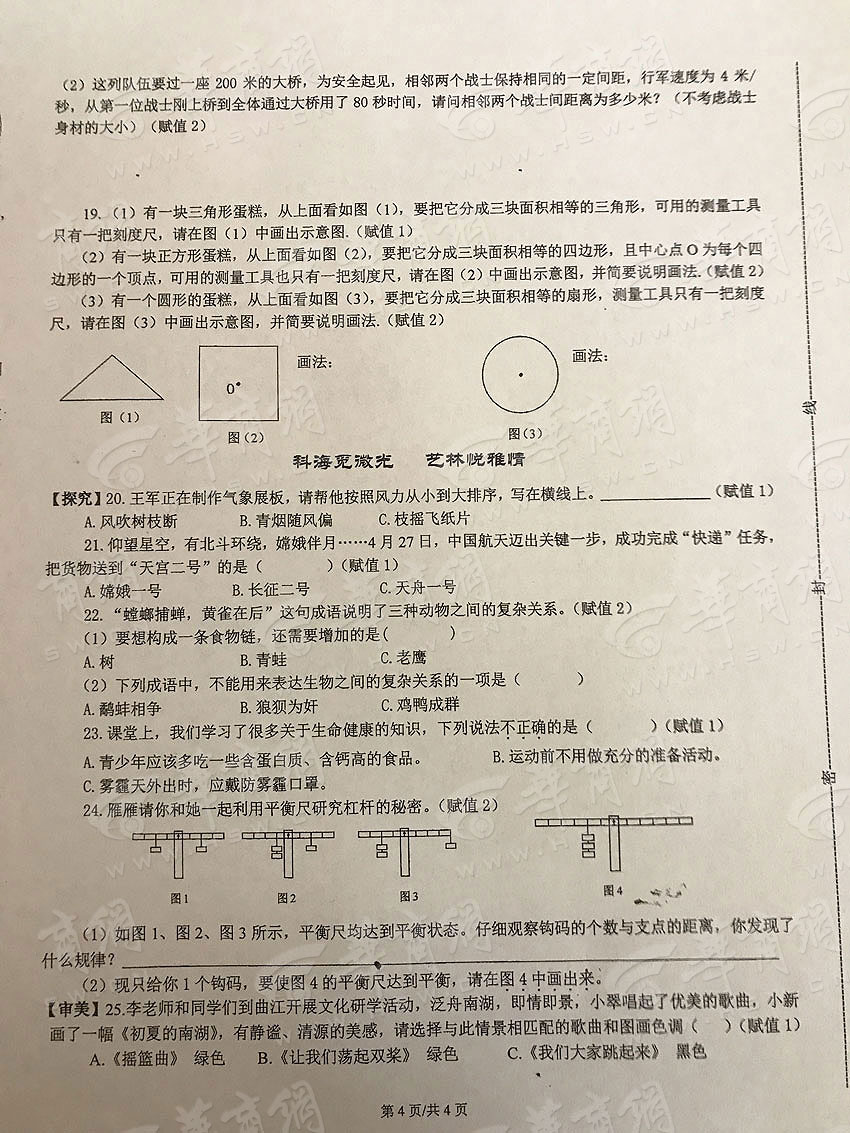 （2）这列队伍要过一座 200 米的大桥，为安全起见，相邻两个战士保持相同的一定间距，行军速度为 4 米/
秒，从第一位战士刚上桥到全体通过大桥用了 80 秒时间，请问相邻两个战士间距离为多少米？（不考虑战士
身材的大小）（赋值 2）
19.（1）有一块三角形蛋糕，从上面看如图（1），要把它分成三块面积相等的三角形，可用的测量工具
只有一把刻度尺，请在图（1）中画出示意图.（赋值 1）
（2）有一块正方形蛋糕，从上面看如图（2），要把它分成三块面积相等的四边形，且中心点 O 为每个四
边形的一个顶点，可用的测量工具也只有一把刻度尺，请在图（2）中画出示意图，并简要说明画法.（赋值 2）
（3）有一个圆形的蛋糕，从上面看如图（3），要把它分成三块面积相等的扇形，测量工具只有一把刻度
尺，请在图（3）中画出示意图，并简要说明画法.（赋值 2）
画法：
画法：
O
图（1）
图（2）
图（3）
科海觅微光 艺林悦雅情
【探究】20.王军正在制作气象展板，请帮他按照风力从小到大排序，写在横线上。____________（赋值 1）
A.风吹树枝断 B.青烟随风偏 C.枝摇飞纸片
21.仰望星空，有北斗环绕，嫦娥伴月……4 月 27 日，中国航天迈出关键一步，成功完成“快递”任务，
把货物送到“天宫二号”的是（ ）（赋值 1）
A.嫦娥一号 B.长征二号 C.天舟一号
22.“螳螂捕蝉，黄雀在后”这句成语说明了三种动物之间的复杂关系。（赋值 2）
（1）要想构成一条食物链，还需要增加的是（ ）
A.树 B.青蛙 C.老鹰
（2）下列成语中，不能用来表达生物之间的复杂关系的一项是（ ）
A.鹬蚌相争 B.狼狈为奸 C.鸡鸭成群
23.课堂上，我们学习了很多关于生命健康的知识，下列说法不正确的是（ ）（赋值 1）
A.青少年应该多吃一些含蛋白质、含钙高的食品。 B.运动前不用做充分的准备活动。
C.雾霾天外出时，应戴防雾霾口罩。
24.雁雁请你和她一起利用平衡尺研究杠杆的秘密。（赋值 2）
图1 图2 图3 图4
（1）如图 1、图 2、图 3 所示，平衡尺均达到平衡状态。仔细观察钩码的个数与支点的距离，你发现了
什么规律？____________
（2）现只给你 1 个钩码，要使图 4 的平衡尺达到平衡，请在图 4 中画出来。
【审美】25.李老师和同学们到曲江开展文化研学活动，泛舟南湖，即情即景，小翠唱起了优美的歌曲，小新
画了一幅《初夏的南湖》，有静谧、清源的美感，请选择与此情景相匹配的歌曲和图画色调（ ）（赋值 1）
A.《摇篮曲》 绿色 B.《让我们荡起双桨》 绿色 C.《我们大家跳起来》 黑色
第 4 页/共 4 页
线
封
密
华商网
WWW.HSW.CN